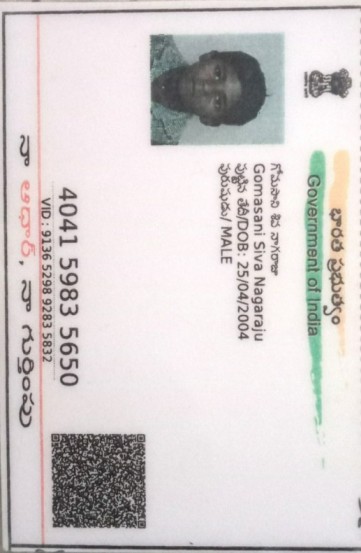 భారత ప్రభుత్వం
Government of India
గోమసాని శివ నాగరాజు
Gomasani Siva Nagaraju
పుట్టిన తేదీ/DOB: 25/04/2004
పురుషుడు/ MALE
4041 5983 5650
VID : 9136 5298 9283 5832
నా ఆధార్, నా గుర్తింపు